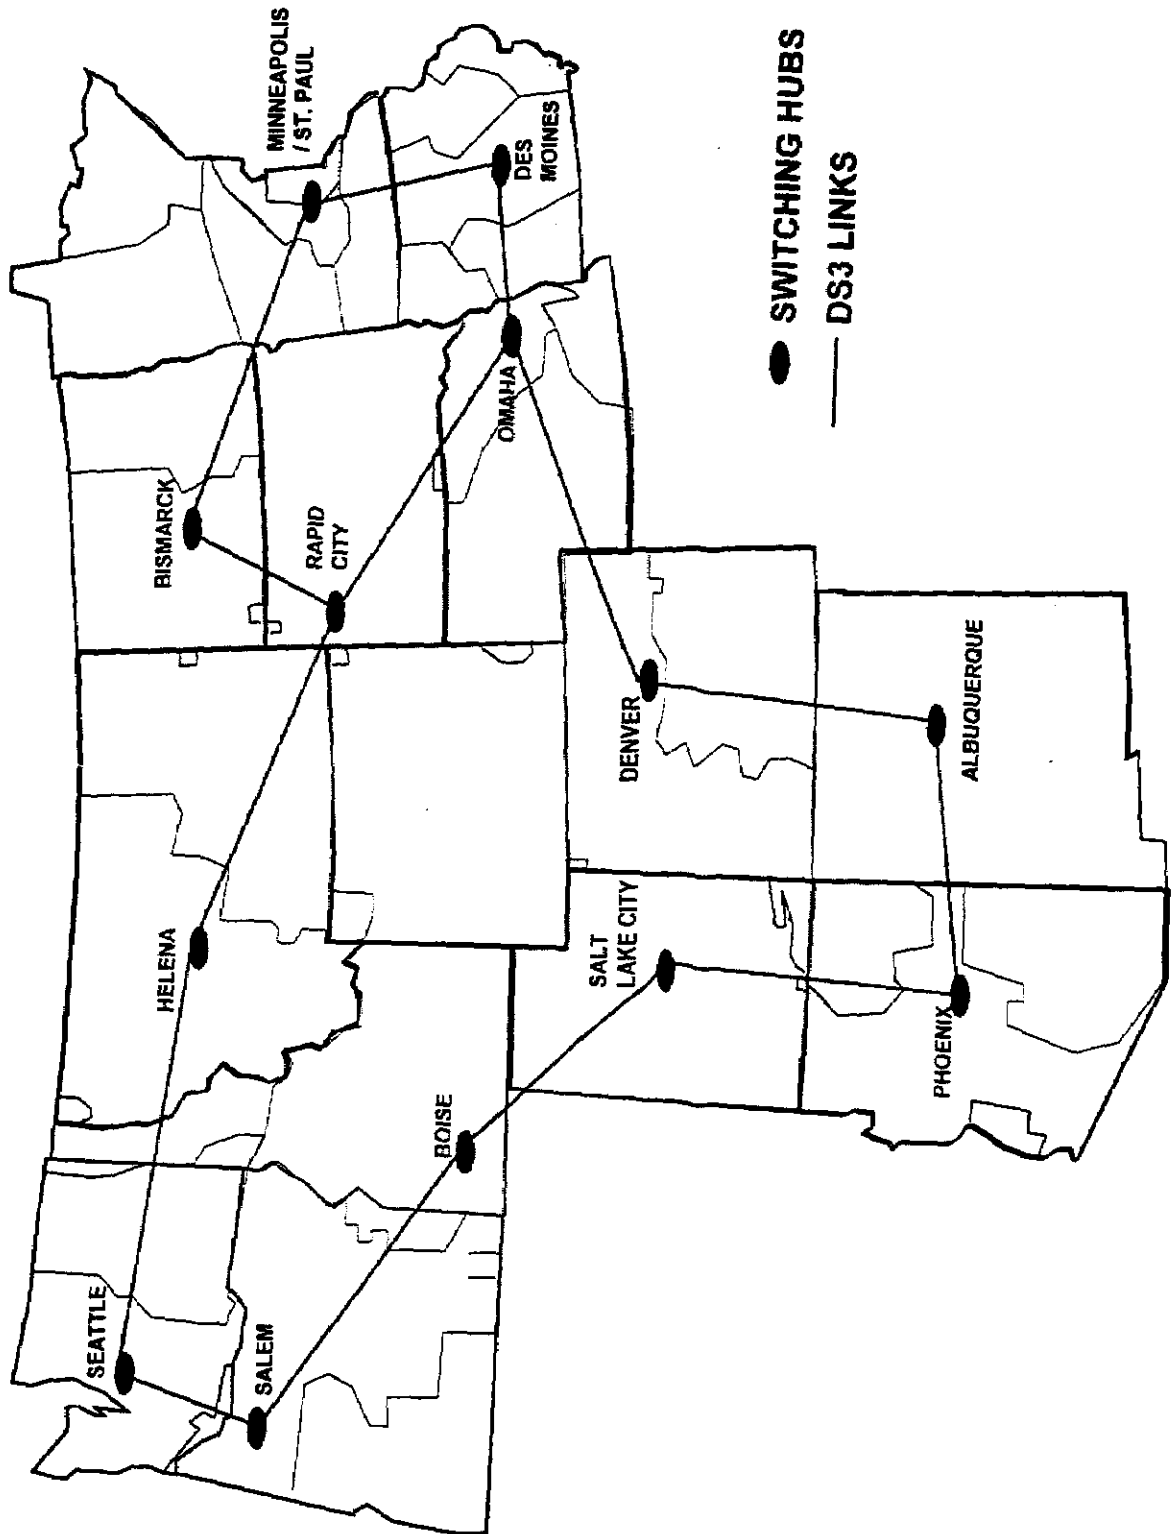 SEATTLE
SALEM
HELENA
BOISE
BISMARCK
RAPID
CITY
MINNEAPOLIS
/ ST. PAUL
DES
MOINES
OMAHA
SALT
LAKE CITY
DENVER
PHOENIX
ALBUQUERQUE
SWITCHING HUBS
DS3 LINKS